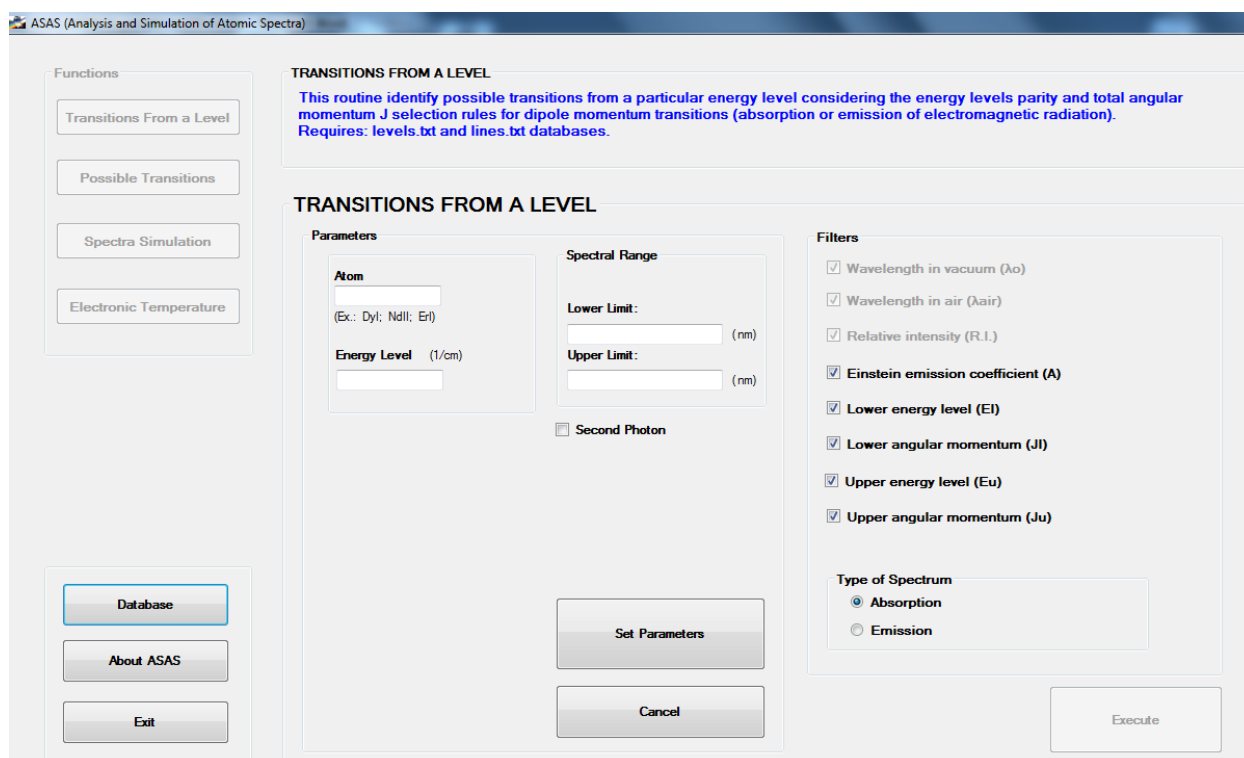 ASAS (Analysis and Simulation of Atomic Spectra)
Functions
Transitions From a Level
Possible Transitions
Spectra Simulation
Electronic Temperature
Database
About ASAS
Exit
TRANSITIONS FROM A LEVEL
This routine identify possible transitions from a particular energy level considering the energy levels parity and total angular
momentum J selection rules for dipole momentum transitions (absorption or emission of electromagnetic radiation).
Requires: levels.txt and lines.txt databases.
TRANSITIONS FROM A LEVEL
Parameters
Atom
(Ex.: DyI; NdII; ErI)
Energy Level (1/cm)
Spectral Range
Lower Limit:
(nm)
Upper Limit:
(nm)
Second Photon
Set Parameters
Cancel
Filters
Wavelength in vacuum (λo)
Wavelength in air (λair)
Relative intensity (R.I.)
Einstein emission coefficient (A)
Lower energy level (El)
Lower angular momentum (Jl)
Upper energy level (Eu)
Upper angular momentum (Ju)
Type of Spectrum
Absorption
Emission
Execute